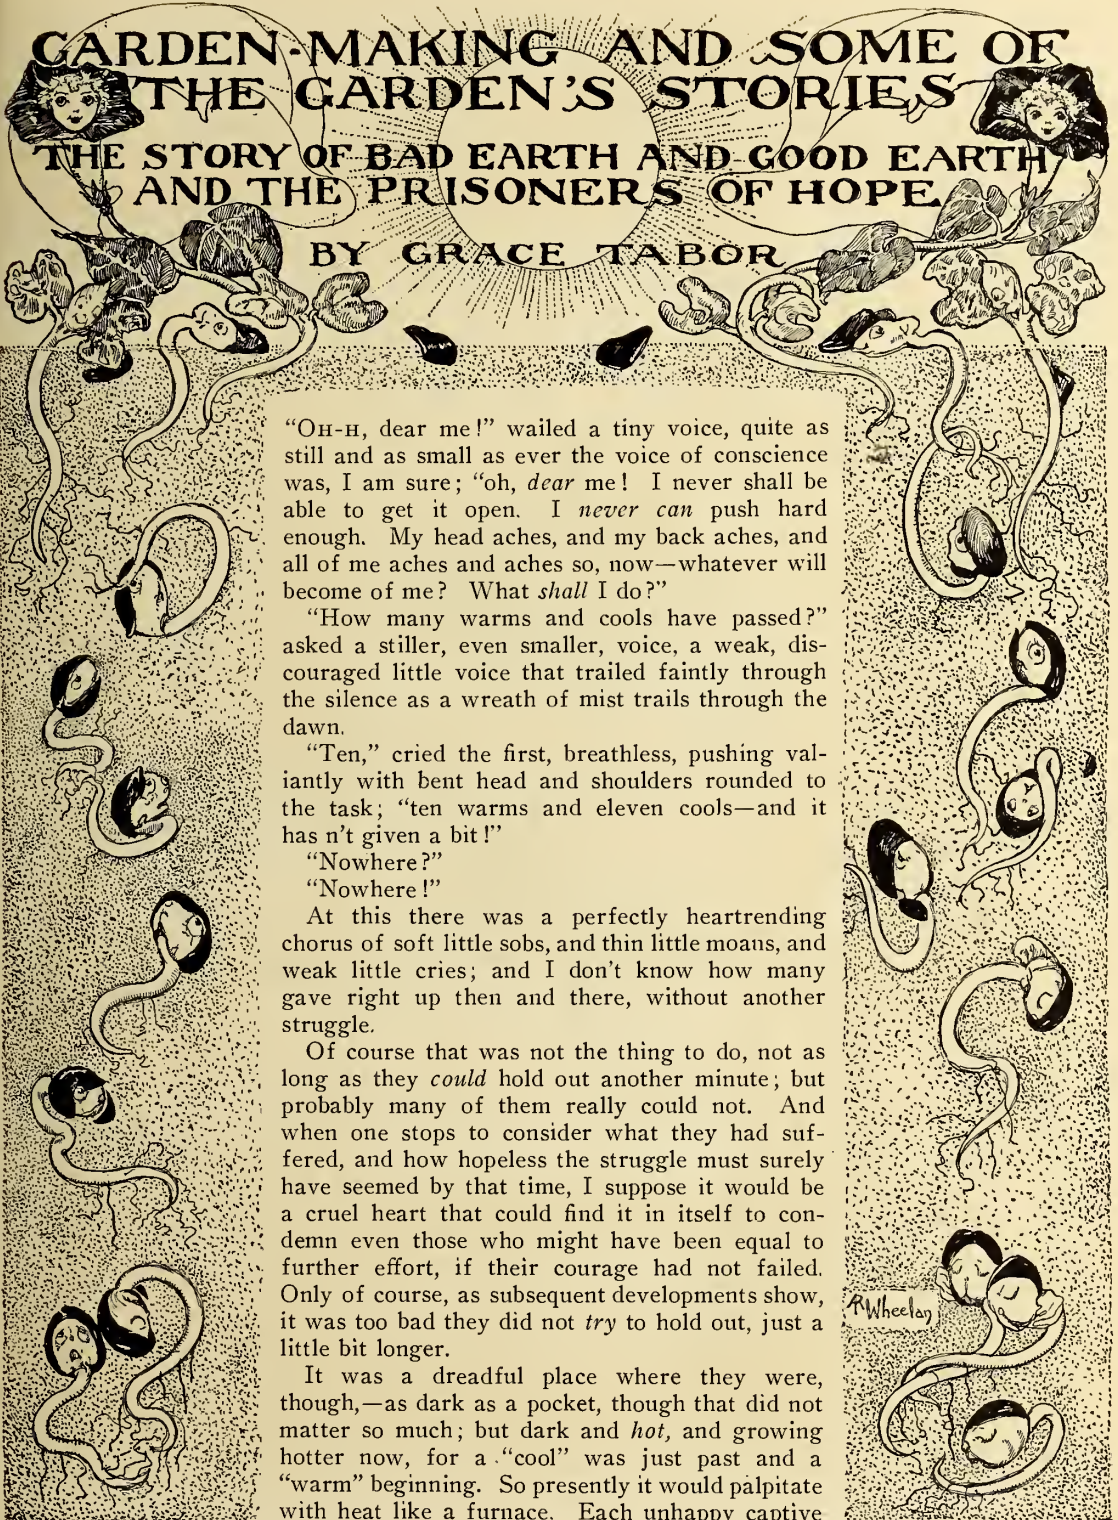 GARDEN-MAKING AND SOME OF
THE GARDEN'S STORIES
THE STORY OF BAD EARTH AND GOOD EARTH
AND THE PRISONERS OF HOPE
BY GRACE TABOR
"OH-H, dear me!" wailed a tiny voice, quite as
still and as small as ever the voice of conscience
was, I am sure; "oh, dear me! I never shall be
able to get it open. I never can push hard
enough. My head aches, and my back aches, and
all of me aches and aches so, now—whatever will
become of me? What shall I do?"
"How many warms and cools have passed?"
asked a stiller, even smaller, voice, a weak, dis-
couraged little voice that trailed faintly through
the silence as a wreath of mist trails through the
dawn.
"Ten," cried the first, breathless, pushing val-
iantly with bent head and shoulders rounded to
the task; "ten warms and eleven cools—and it
has n't given a bit!"
"Nowhere?"
"Nowhere!"
At this there was a perfectly heartrending
chorus of soft little sobs, and thin little moans, and
weak little cries; and I don't know how many
gave right up then and there, without another
struggle.
Of course that was not the thing to do, not as
long as they could hold out another minute; but
probably many of them really could not. And
when one stops to consider what they had suf-
fered, and how hopeless the struggle must surely
have seemed by that time, I suppose it would be
a cruel heart that could find it in itself to con-
demn even those who might have been equal to
further effort, if their courage had not failed.
Only of course, as subsequent developments show,
it was too bad they did not try to hold out, just a
little bit longer.
It was a dreadful place where they were,
though,—as dark as a pocket, though that did not
matter so much; but dark and hot, and growing
hotter now, for a "cool" was just past and a
"warm" beginning. So presently it would palpitate
with heat like a furnace. Each unhappy captive
R Wheelan